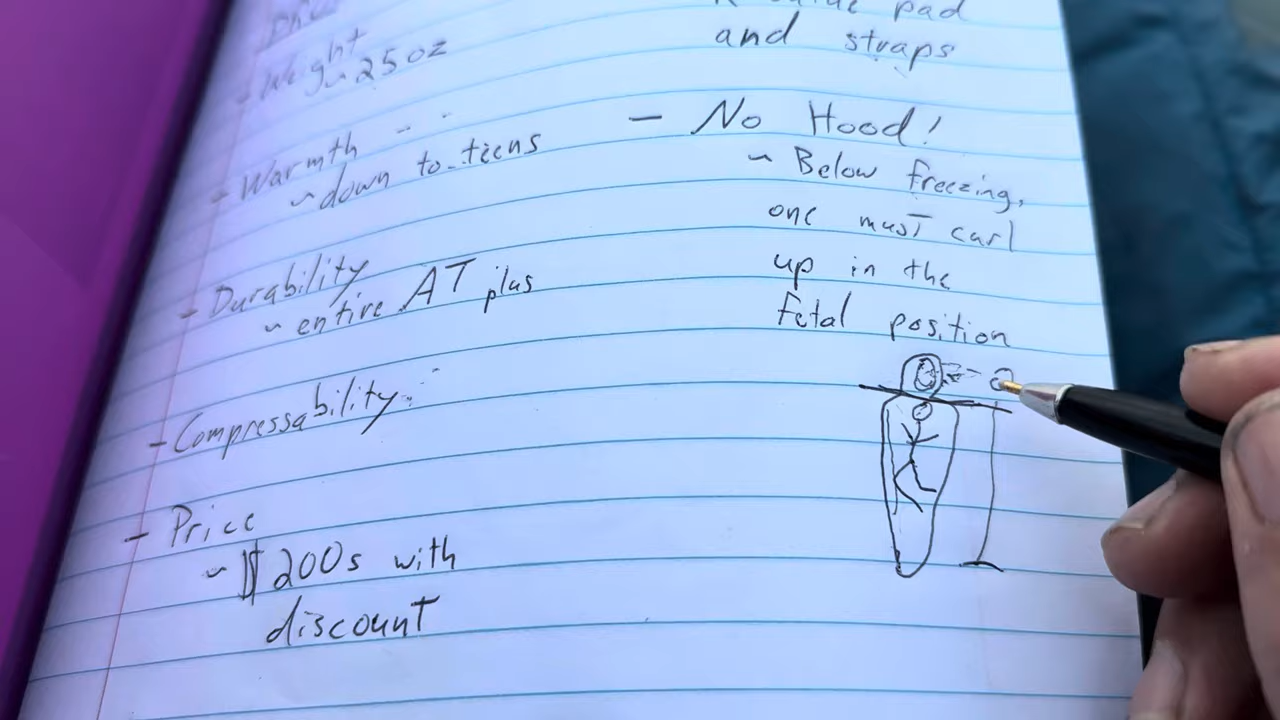 - Weight
~ 25 oz
- Warmth
~ down to teens
- Durability
~ entire AT plus
- Compressability
- Price
~ $200s with
discount
pad
and straps
- No Hood!
~ Below freezing,
one must curl
up in the
fetal position